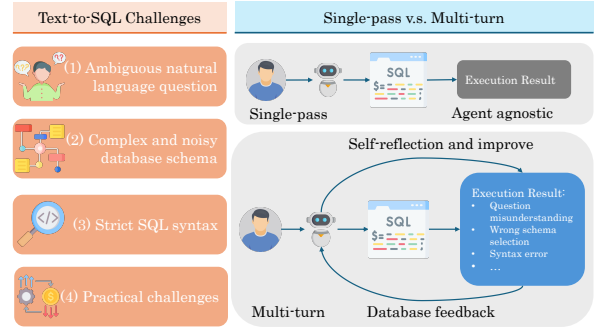 Text-to-SQL Challenges
(1) Ambiguous natural
language question
(2) Complex and noisy
database schema
(3) Strict SQL syntax
(4) Practical challenges
Single-pass v.s. Multi-turn
SQL
$=
Execution Result
Single-pass
Agent agnostic
Self-reflection and improve
SQL
$=
Execution Result:
• Question
misunderstanding
• Wrong schema
selection
• Syntax error
• ...
Multi-turn
Database feedback